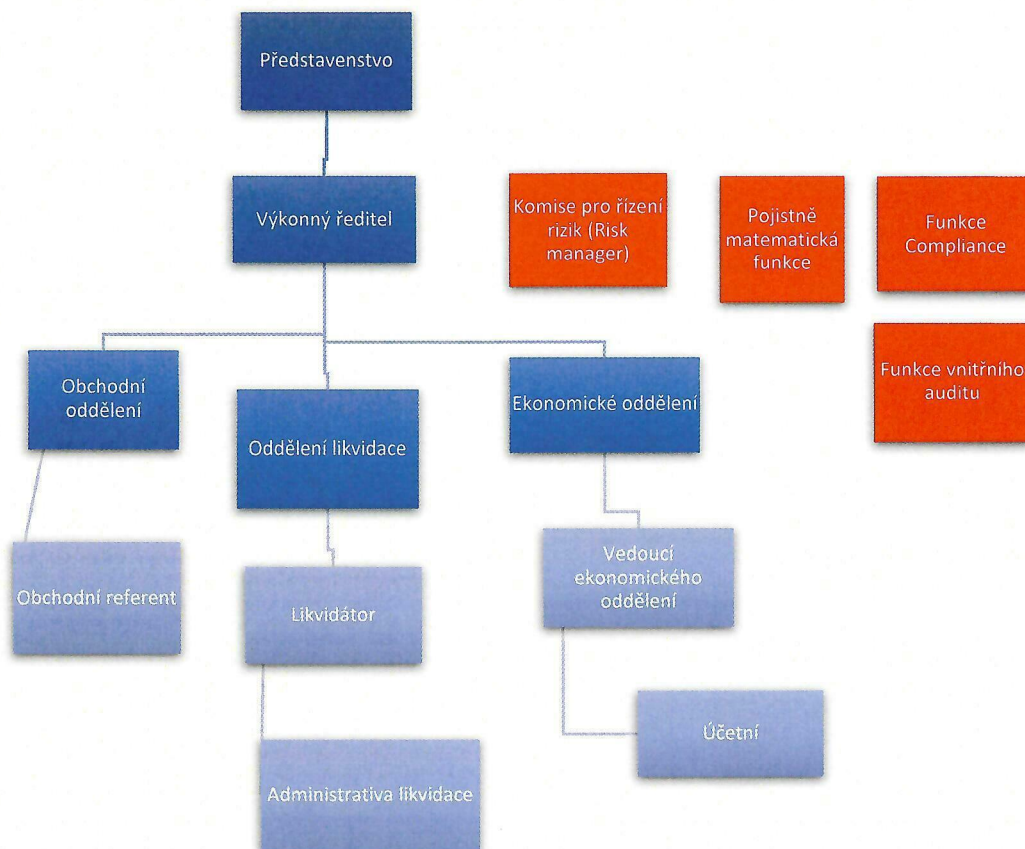 Představenstvo
Výkonný ředitel
Komise pro řízení
rizik (Risk
manager)
Pojistně
matematická
funkce
Funkce
Compliance
Funkce vnitřního
auditu
Obchodní
oddělení
Oddělení likvidace
Ekonomické oddělení
Obchodní referent
Likvidátor
Vedoucí
ekonomického
oddělení
Účetní
Administrativa likvidace